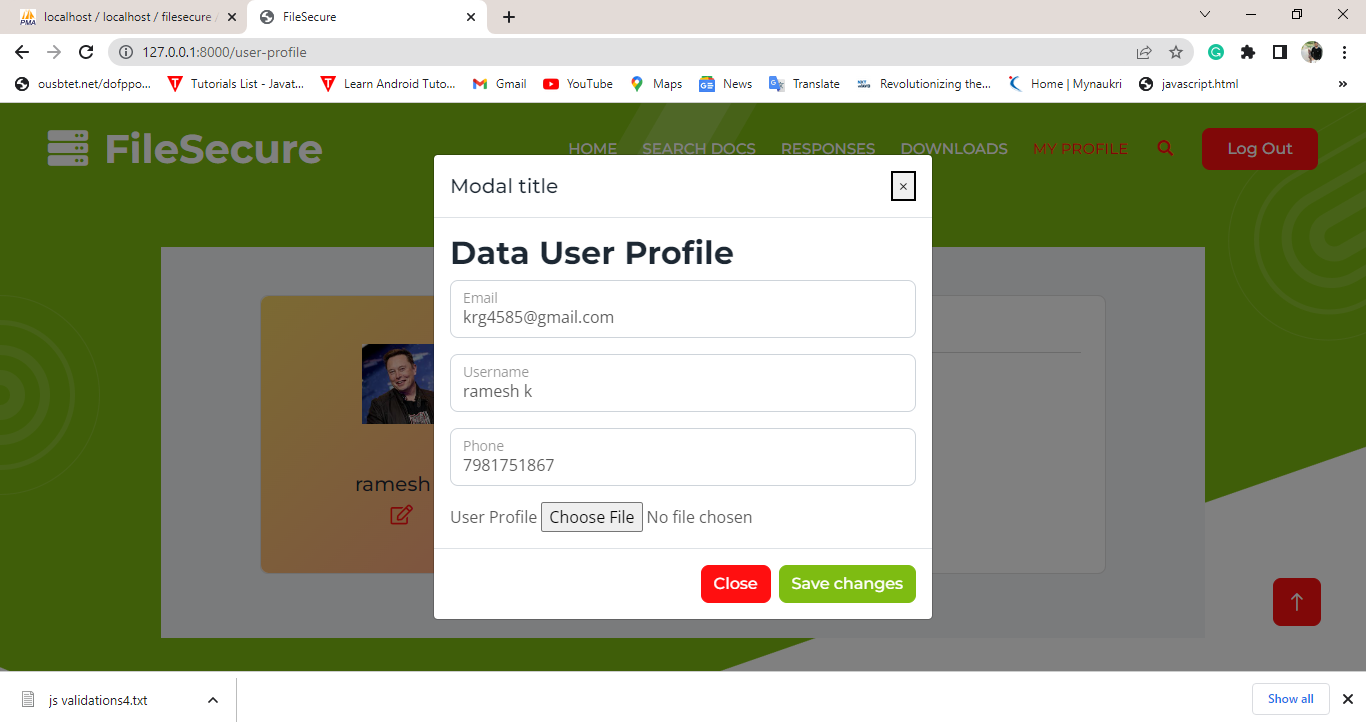 localhost / localhost / filesecure /
FileSecure
127.0.0.1:8000/user-profile
ousbtet.net/dofppo...
Tutorials List - Javat...
Learn Android Tuto...
Gmail
YouTube
Maps
News
Translate
Revolutionizing the...
Home | Mynaukri
javascript.html
»
FileSecure
HOME
SEARCH DOCS
RESPONSES
DOWNLOADS
MY PROFILE
Log Out
Modal title
×
Data User Profile
Email
krg4585@gmail.com
Username
ramesh k
Phone
7981751867
User Profile Choose File No file chosen
ramesh
Close
Save changes
js validations4.txt
Show all